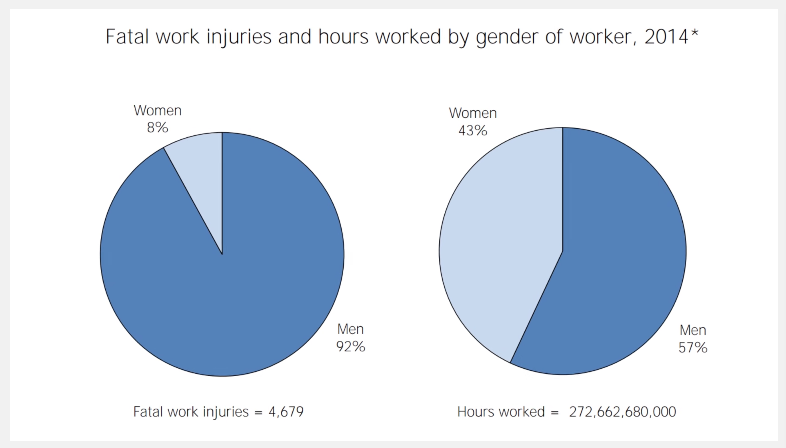 Fatal work injuries and hours worked by gender of worker, 2014*
Women
8%
Men
92%
Fatal work injuries = 4,679
Women
43%
Men
57%
Hours worked = 272,662,680,000